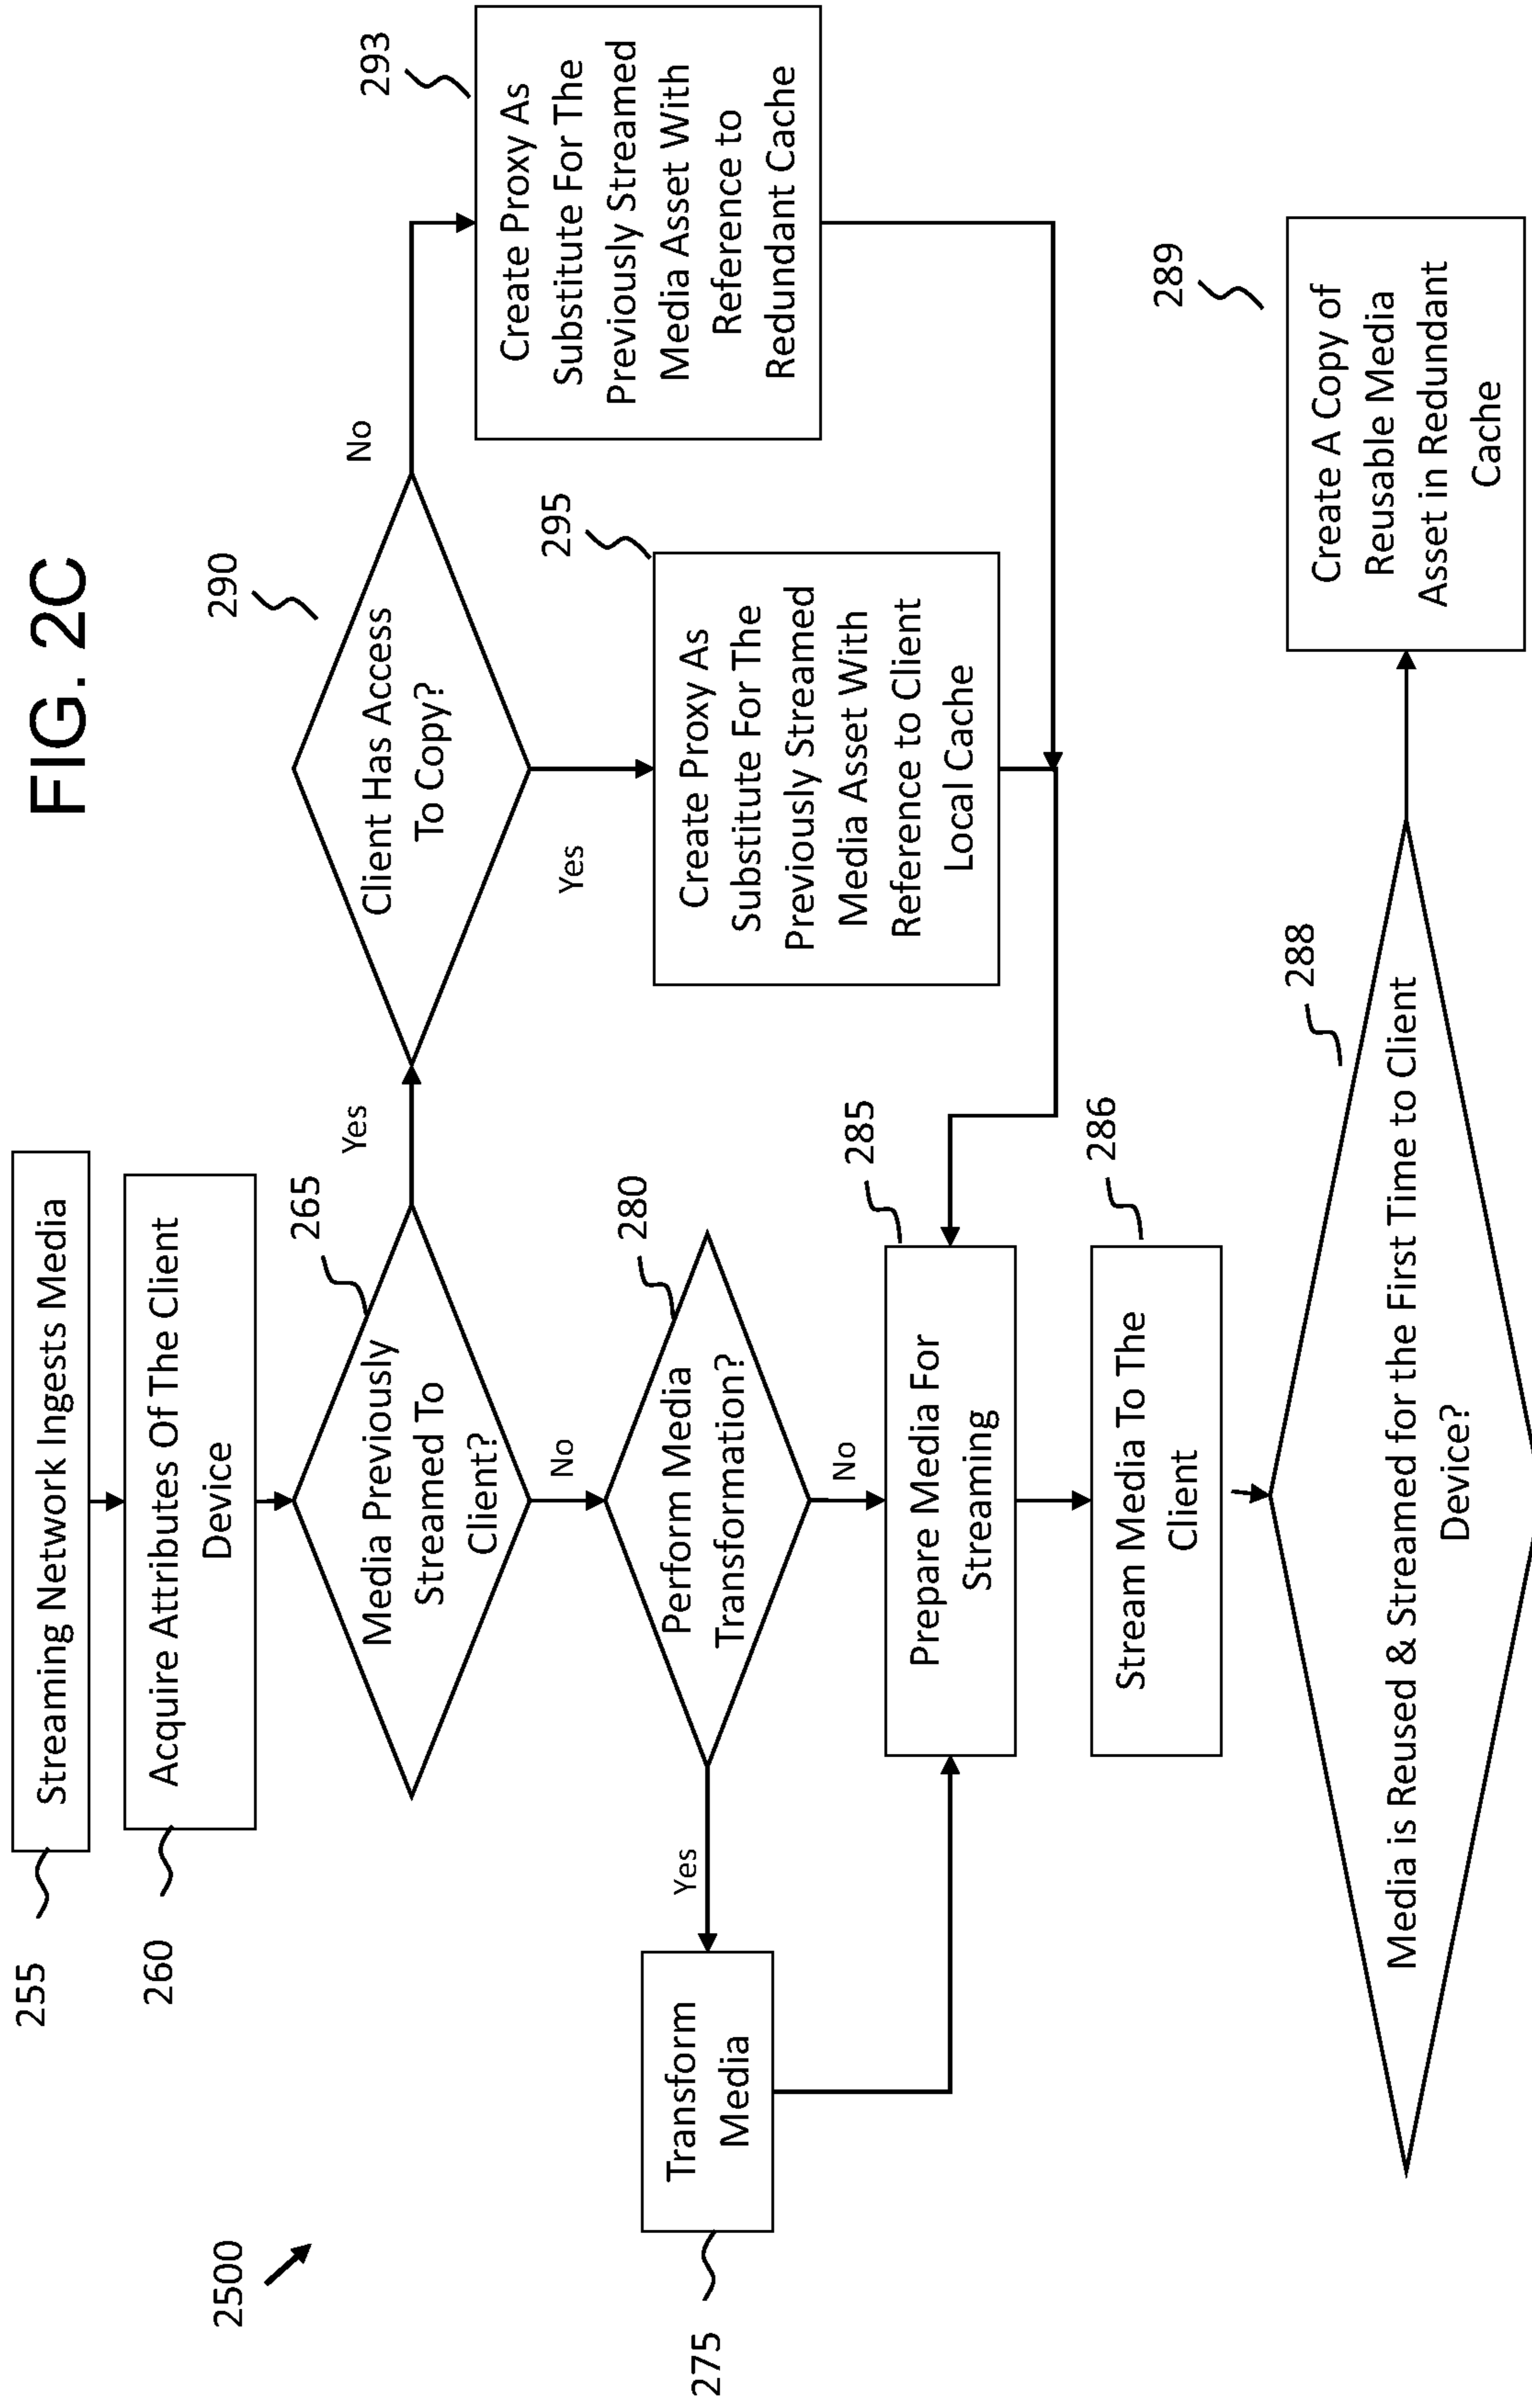 FIG. 2C
2500
255
Streaming Network Ingests Media
260
Acquire Attributes Of The Client
Device
265
Media Previously
Streamed To
Client?
Yes
No
290
Client Has Access
To Copy?
No
Yes
293
Create Proxy As
Substitute For The
Previously Streamed
Media Asset With
Reference to
Redundant Cache
295
Create Proxy As
Substitute For The
Previously Streamed
Media Asset With
Reference to Client
Local Cache
280
Perform Media
Transformation?
Yes
No
275
Transform
Media
285
Prepare Media For
Streaming
286
Stream Media To The
Client
288
Media is Reused & Streamed for the First Time to Client
Device?
289
Create A Copy of
Reusable Media
Asset in Redundant
Cache